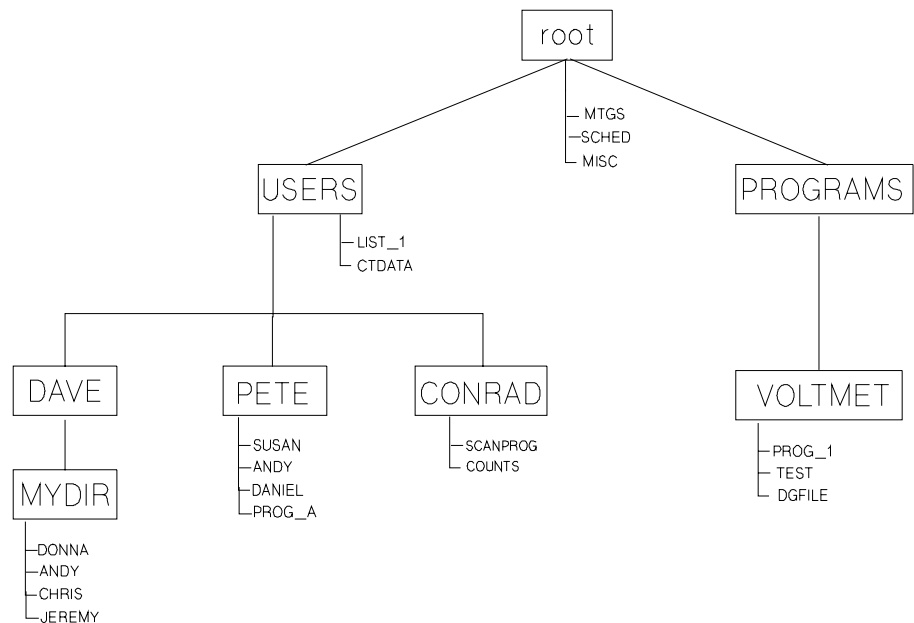 root
MTGS
SCHED
MISC
USERS
PROGRAMS
LIST_1
CTDATA
DAVE
PETE
CONRAD
VOLTMET
SUSAN
ANDY
DANIEL
PROG_A
SCANPROG
COUNTS
PROG_1
TEST
DGFILE
MYDIR
DONNA
ANDY
CHRIS
JEREMY